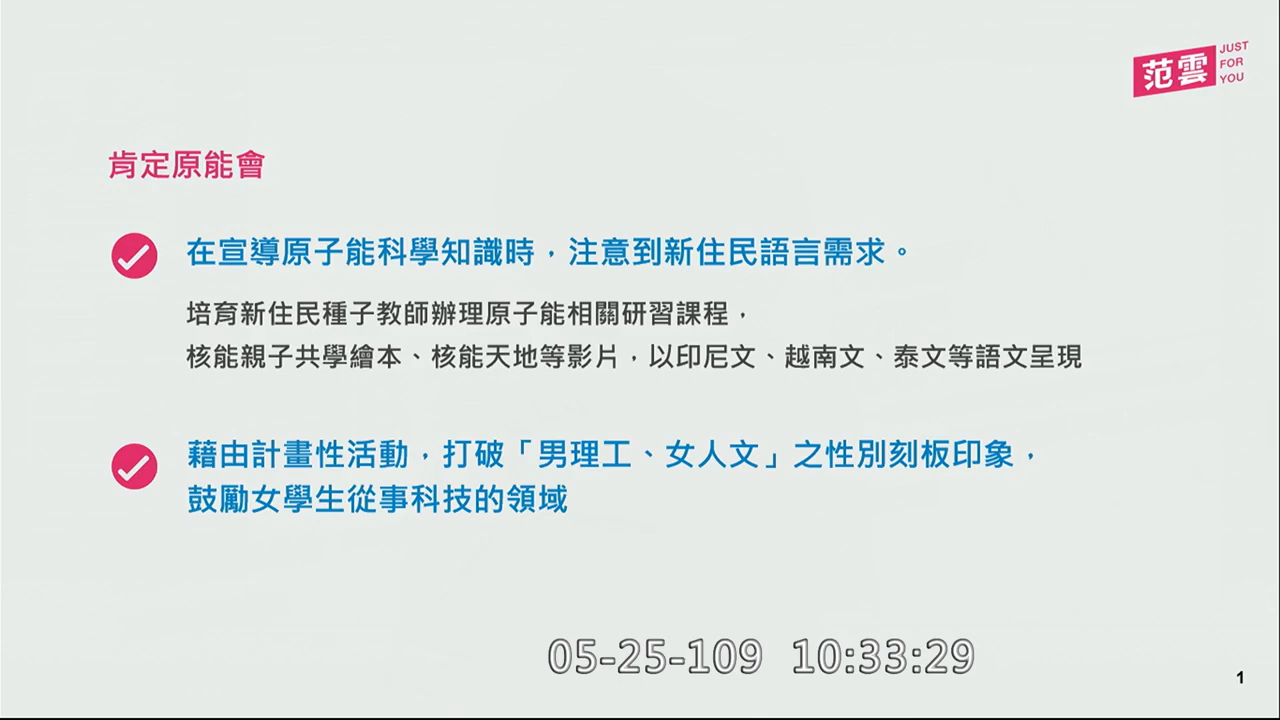 范雲
JUST
FOR
YOU
肯定原能會
在宣導原子能科學知識時，注意到新住民語言需求。
培育新住民種子教師辦理原子能相關研習課程，
核能親子共學繪本、核能天地等影片，以印尼文、越南文、泰文等語文呈現
藉由計畫性活動，打破「男理工、女人文」之性別刻板印象，
鼓勵女學生從事科技的領域
05-25-109 10:33:29
1